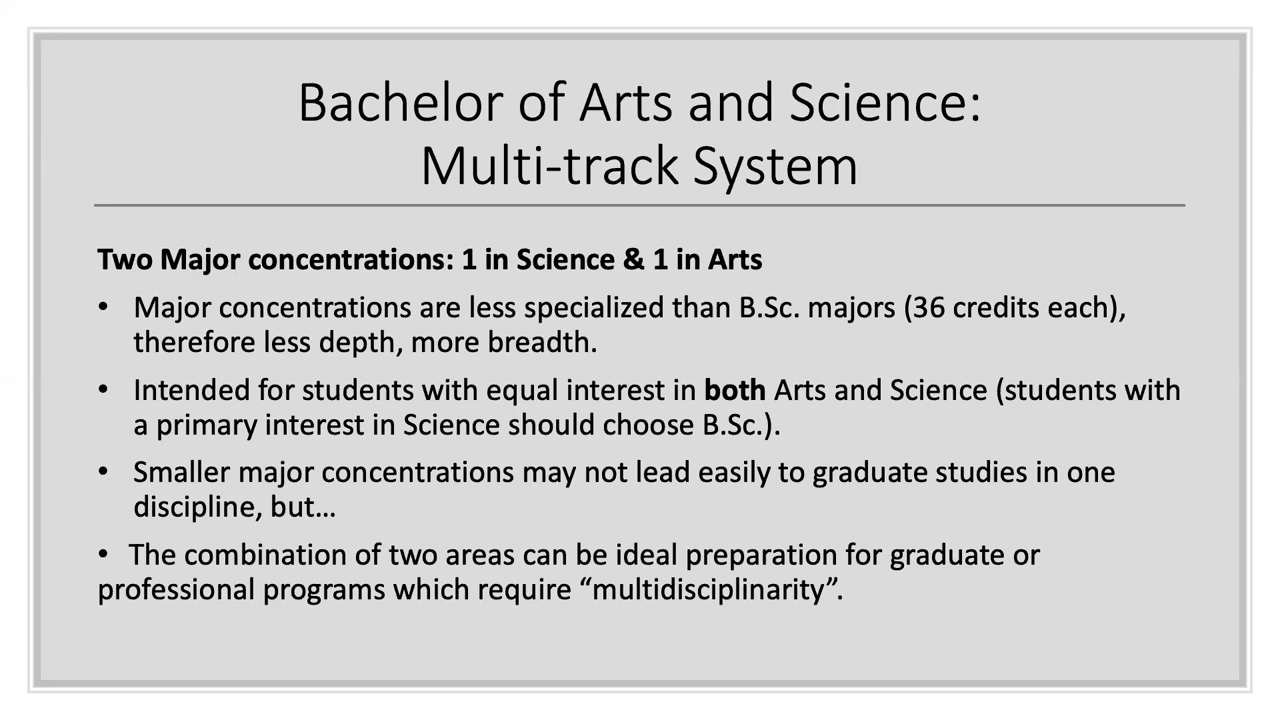 Bachelor of Arts and Science:
Multi-track System
Two Major concentrations: 1 in Science & 1 in Arts
• Major concentrations are less specialized than B.Sc. majors (36 credits each),
therefore less depth, more breadth.
• Intended for students with equal interest in both Arts and Science (students with
a primary interest in Science should choose B.Sc.).
• Smaller major concentrations may not lead easily to graduate studies in one
discipline, but…
• The combination of two areas can be ideal preparation for graduate or
professional programs which require “multidisciplinarity”.